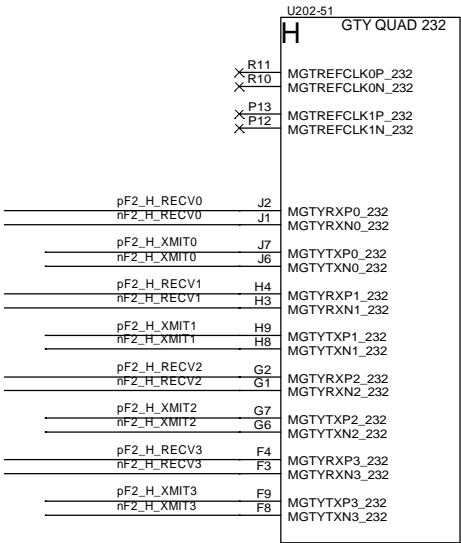 U202-51
H GTY QUAD 232
R11 MGTREFCLK0P_232
R10 MGTREFCLK0N_232
P13 MGTREFCLK1P_232
P12 MGTREFCLK1N_232
pF2_H_RECV0 J2 MGTYRXP0_232
nF2_H_RECV0 J1 MGTYRXN0_232
pF2_H_XMIT0 J7 MGTYTXP0_232
nF2_H_XMIT0 J6 MGTYTXN0_232
pF2_H_RECV1 H4 MGTYRXP1_232
nF2_H_RECV1 H3 MGTYRXN1_232
pF2_H_XMIT1 H9 MGTYTXP1_232
nF2_H_XMIT1 H8 MGTYTXN1_232
pF2_H_RECV2 G2 MGTYRXP2_232
nF2_H_RECV2 G1 MGTYRXN2_232
pF2_H_XMIT2 G7 MGTYTXP2_232
nF2_H_XMIT2 G6 MGTYTXN2_232
pF2_H_RECV3 F4 MGTYRXP3_232
nF2_H_RECV3 F3 MGTYRXN3_232
pF2_H_XMIT3 F9 MGTYTXP3_232
nF2_H_XMIT3 F8 MGTYTXN3_232